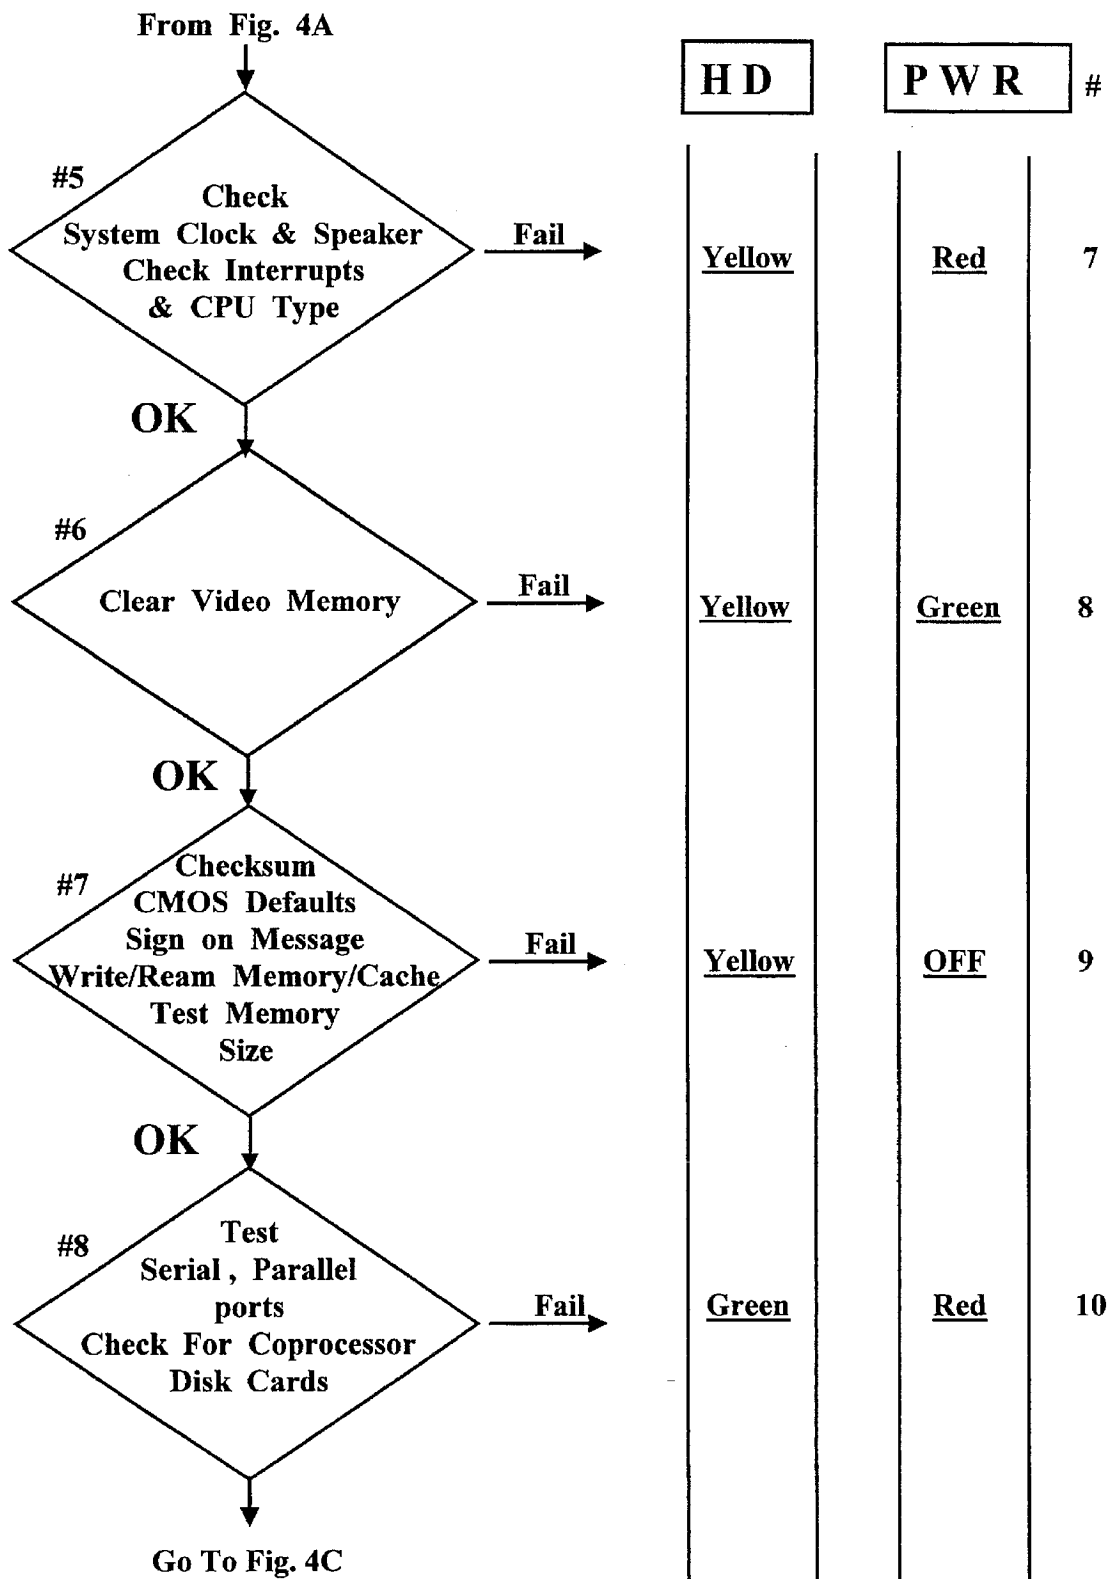 From Fig. 4A
HD PWR #
#5
Check
System Clock & Speaker
Check Interrupts
& CPU Type
Fail
Yellow Red 7
OK
#6
Clear Video Memory
Fail
Yellow Green 8
OK
#7
Checksum
CMOS Defaults
Sign on Message
Write/Ream Memory/Cache
Test Memory
Size
Fail
Yellow OFF 9
OK
#8
Test
Serial, Parallel
ports
Check For Coprocessor
Disk Cards
Fail
Green Red 10
Go To Fig. 4C